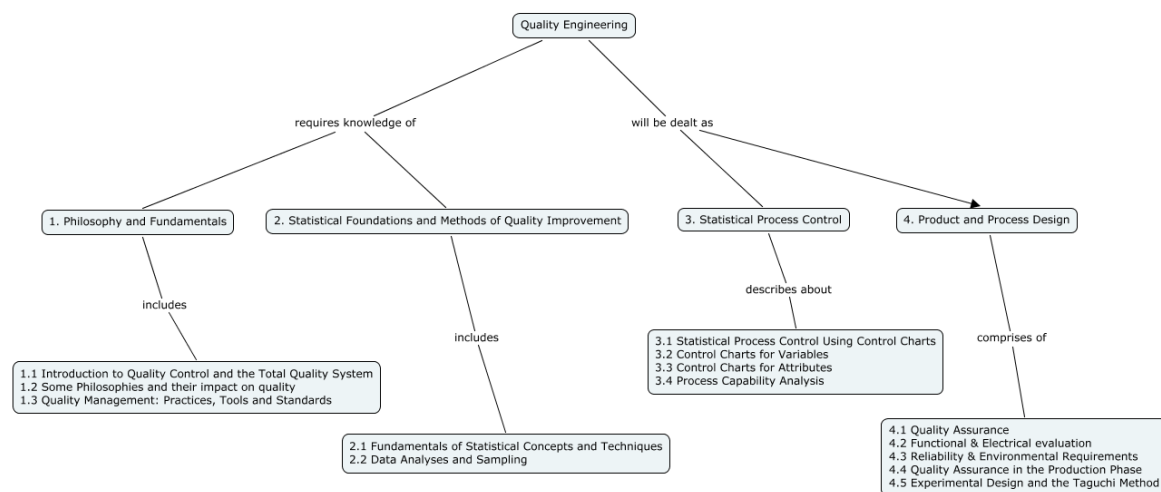 Quality Engineering
requires knowledge of
will be dealt as
1. Philosophy and Fundamentals
2. Statistical Foundations and Methods of Quality Improvement
3. Statistical Process Control
4. Product and Process Design
includes
describes about
includes
comprises of
1.1 Introduction to Quality Control and the Total Quality System
1.2 Some Philosophies and their impact on quality
1.3 Quality Management: Practices, Tools and Standards
3.1 Statistical Process Control Using Control Charts
3.2 Control Charts for Variables
3.3 Control Charts for Attributes
3.4 Process Capability Analysis
2.1 Fundamentals of Statistical Concepts and Techniques
2.2 Data Analyses and Sampling
4.1 Quality Assurance
4.2 Functional & Electrical evaluation
4.3 Reliability & Environmental Requirements
4.4 Quality Assurance in the Production Phase
4.5 Experimental Design and the Taguchi Method